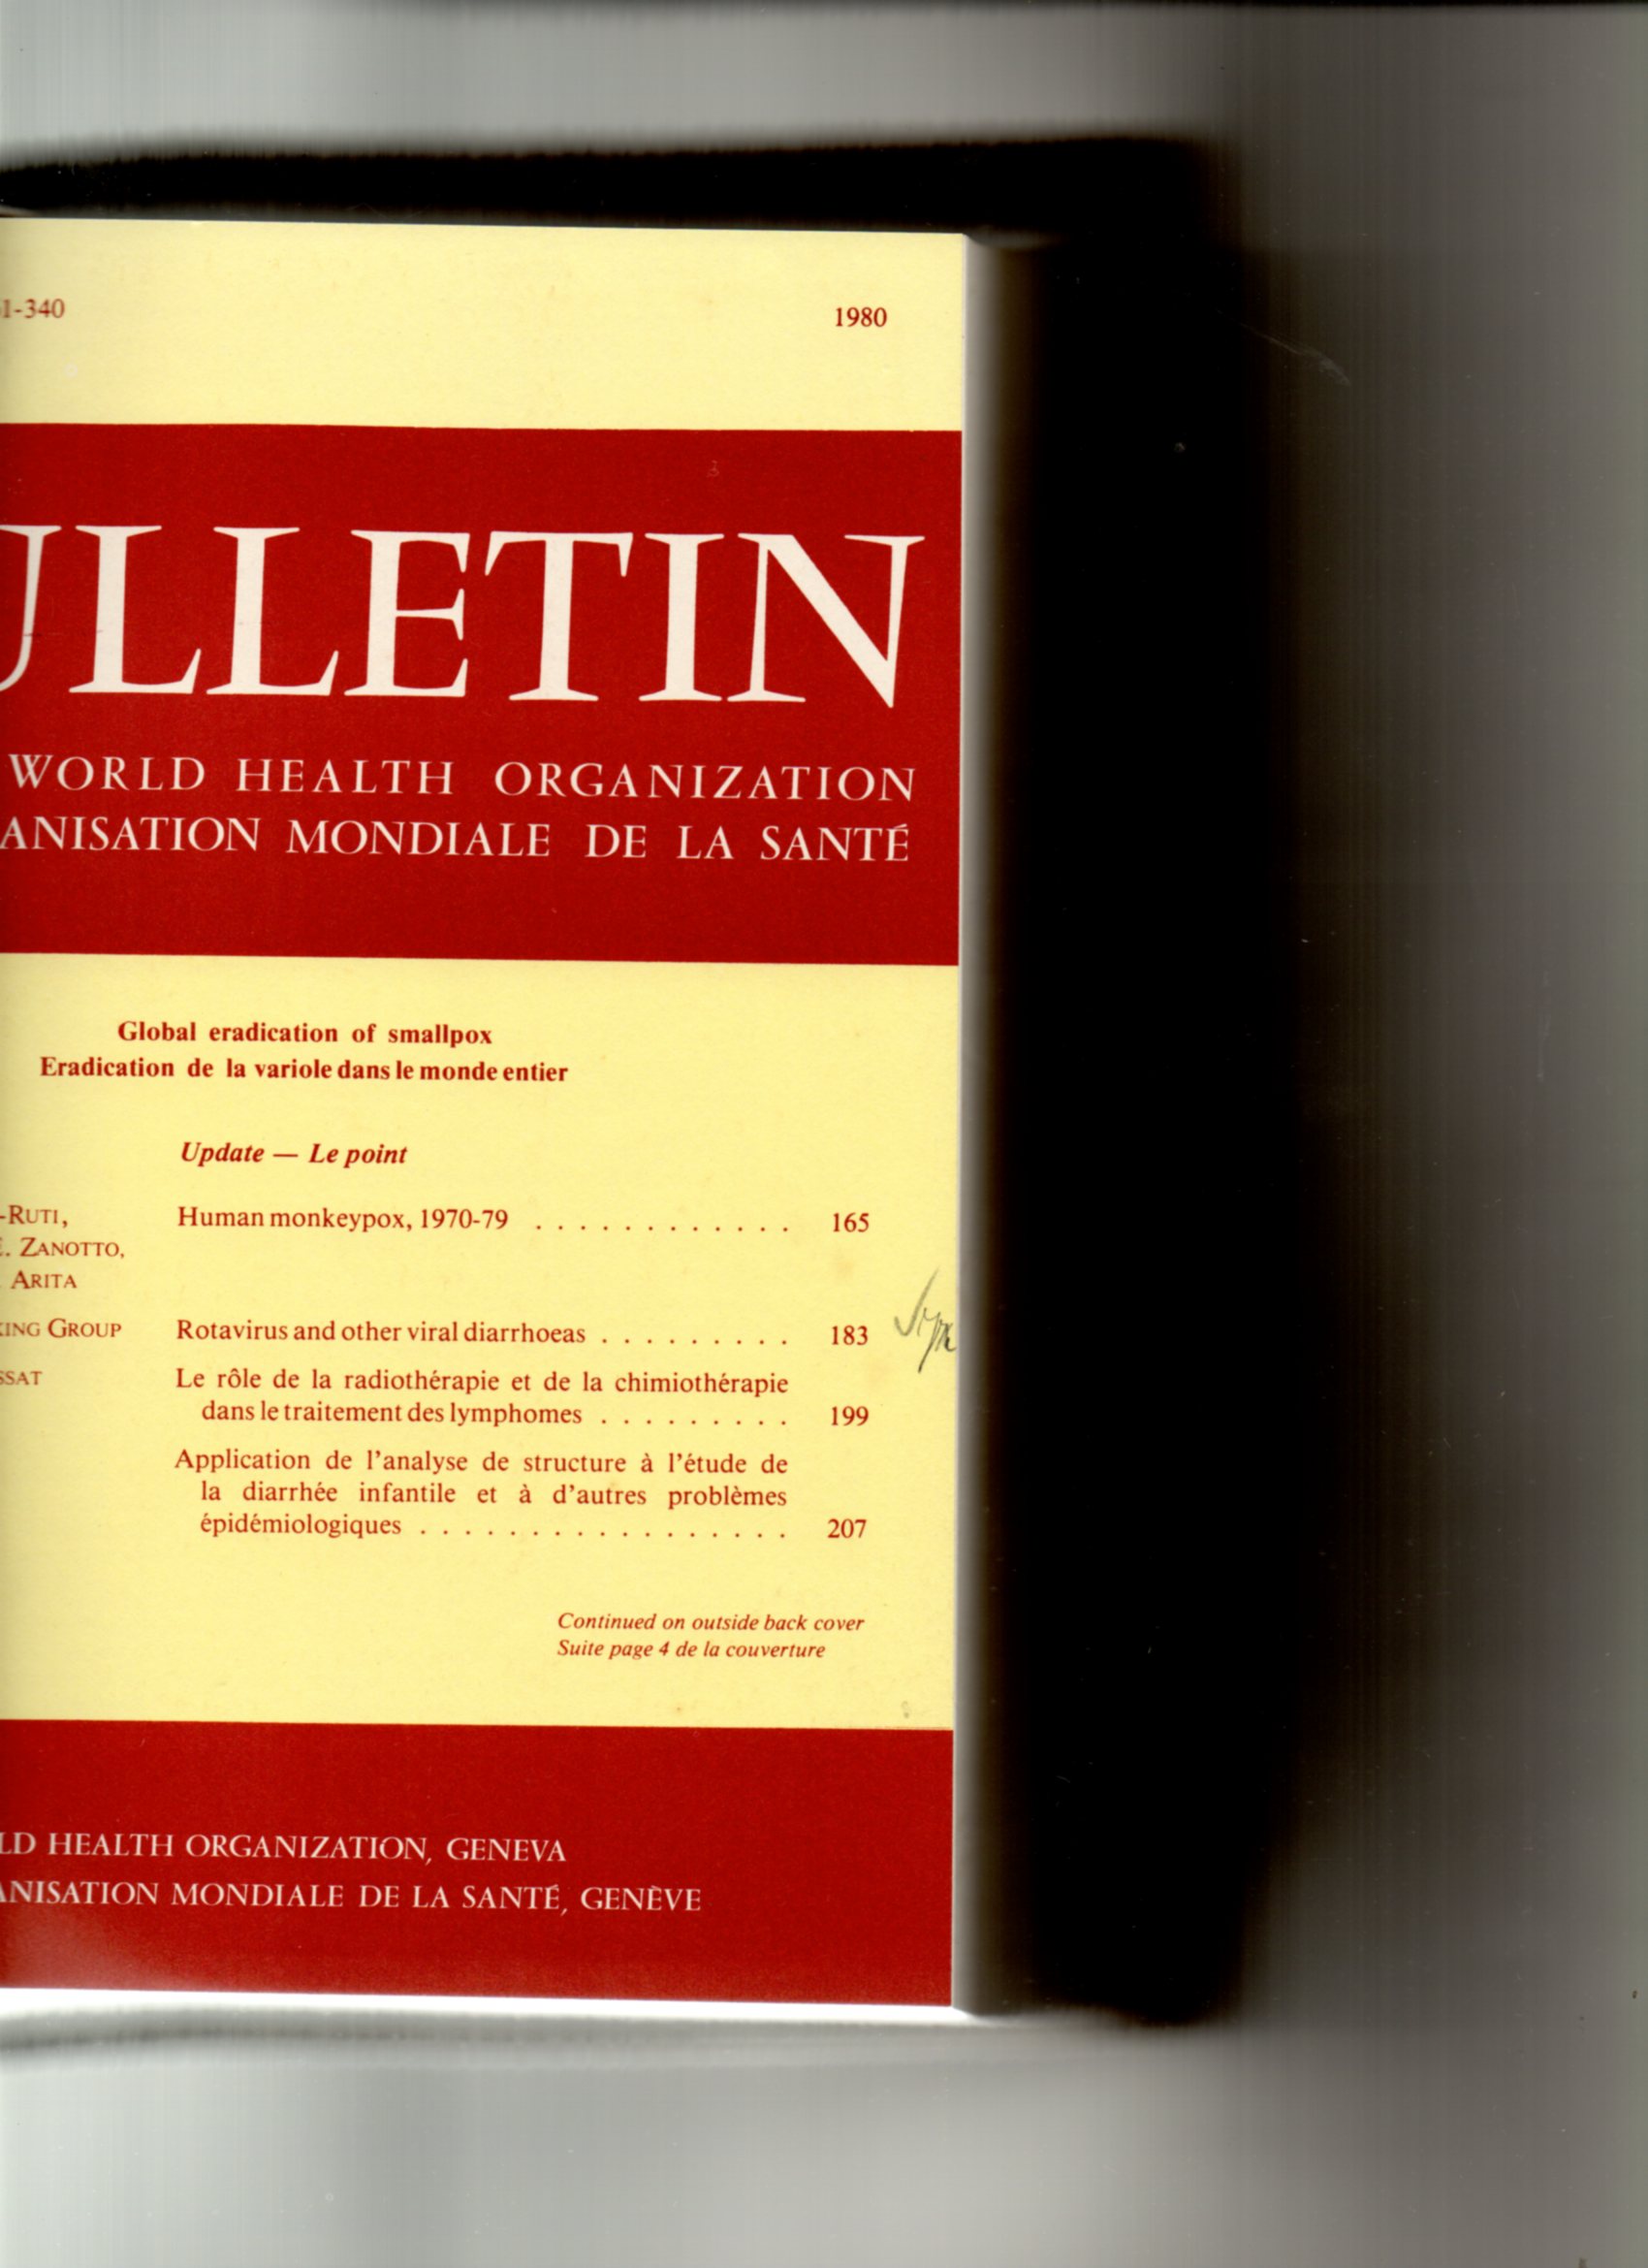 1-340 1980
ULLETIN
WORLD HEALTH ORGANIZATION
ANISATION MONDIALE DE LA SANTÉ
Global eradication of smallpox
Eradication de la variole dans le monde entier
Update — Le point
-RUTI, Human monkeypox, 1970-79 . . . . . . . . . . . . 165
. ZANOTTO,
ARITA
KING GROUP Rotavirus and other viral diarrhoeas . . . . . . . . . 183
SSAT Le rôle de la radiothérapie et de la chimiothérapie
dans le traitement des lymphomes . . . . . . . . . 199
Application de l'analyse de structure à l'étude de
la diarrhée infantile et à d'autres problèmes
épidémiologiques . . . . . . . . . . . . . . . . . 207
Continued on outside back cover
Suite page 4 de la couverture
LD HEALTH ORGANIZATION, GENEVA
ANISATION MONDIALE DE LA SANTÉ, GENÈVE